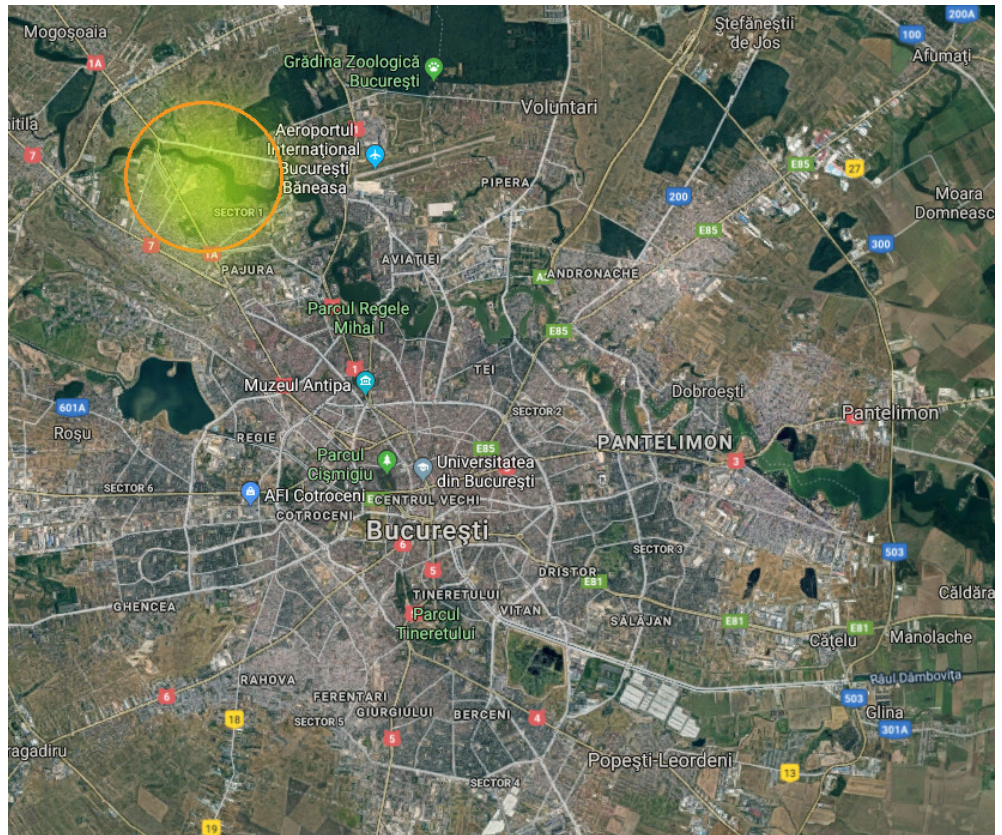 200A
Mogoșoaia
Ștefăneștii
de Jos
100
Afumați
1A
Grădina Zoologică
București
Voluntari
7
1
Aeroportul
Internațional
București
Băneasa
E85
27
PIPERA
200
Moara
SECTOR 1
E85
300
7
1A
PAJURA
AVIAȚIEI
ANDRONACHE
Parcul Regele
Mihai I
E85
1
TEI
Muzeul Antipa
Dobroești
601A
SECTOR 2
Pantelimon
Roșu
REGIE
PANTELIMON
E85
Parcul
Cișmigiu
Universitatea
din București
3
SECTOR 6
AFI Cotroceni
CENTRUL VECHI
COTROCENI
București
6
SECTOR 3
503
5
DRISTOR
E81
TINERETULUI
GHENCEA
VITAN
Parcul
Tineretului
SĂLĂJAN
E81
E81
Cățelu
Manolache
RAHOVA
Râul Dâmbovița
6
FERENTARI
503
18
SECTOR 5
GIURGIULUI
BERCENI
4
Glina
301A
5
Popești-Leordeni
13
SECTOR 4
19